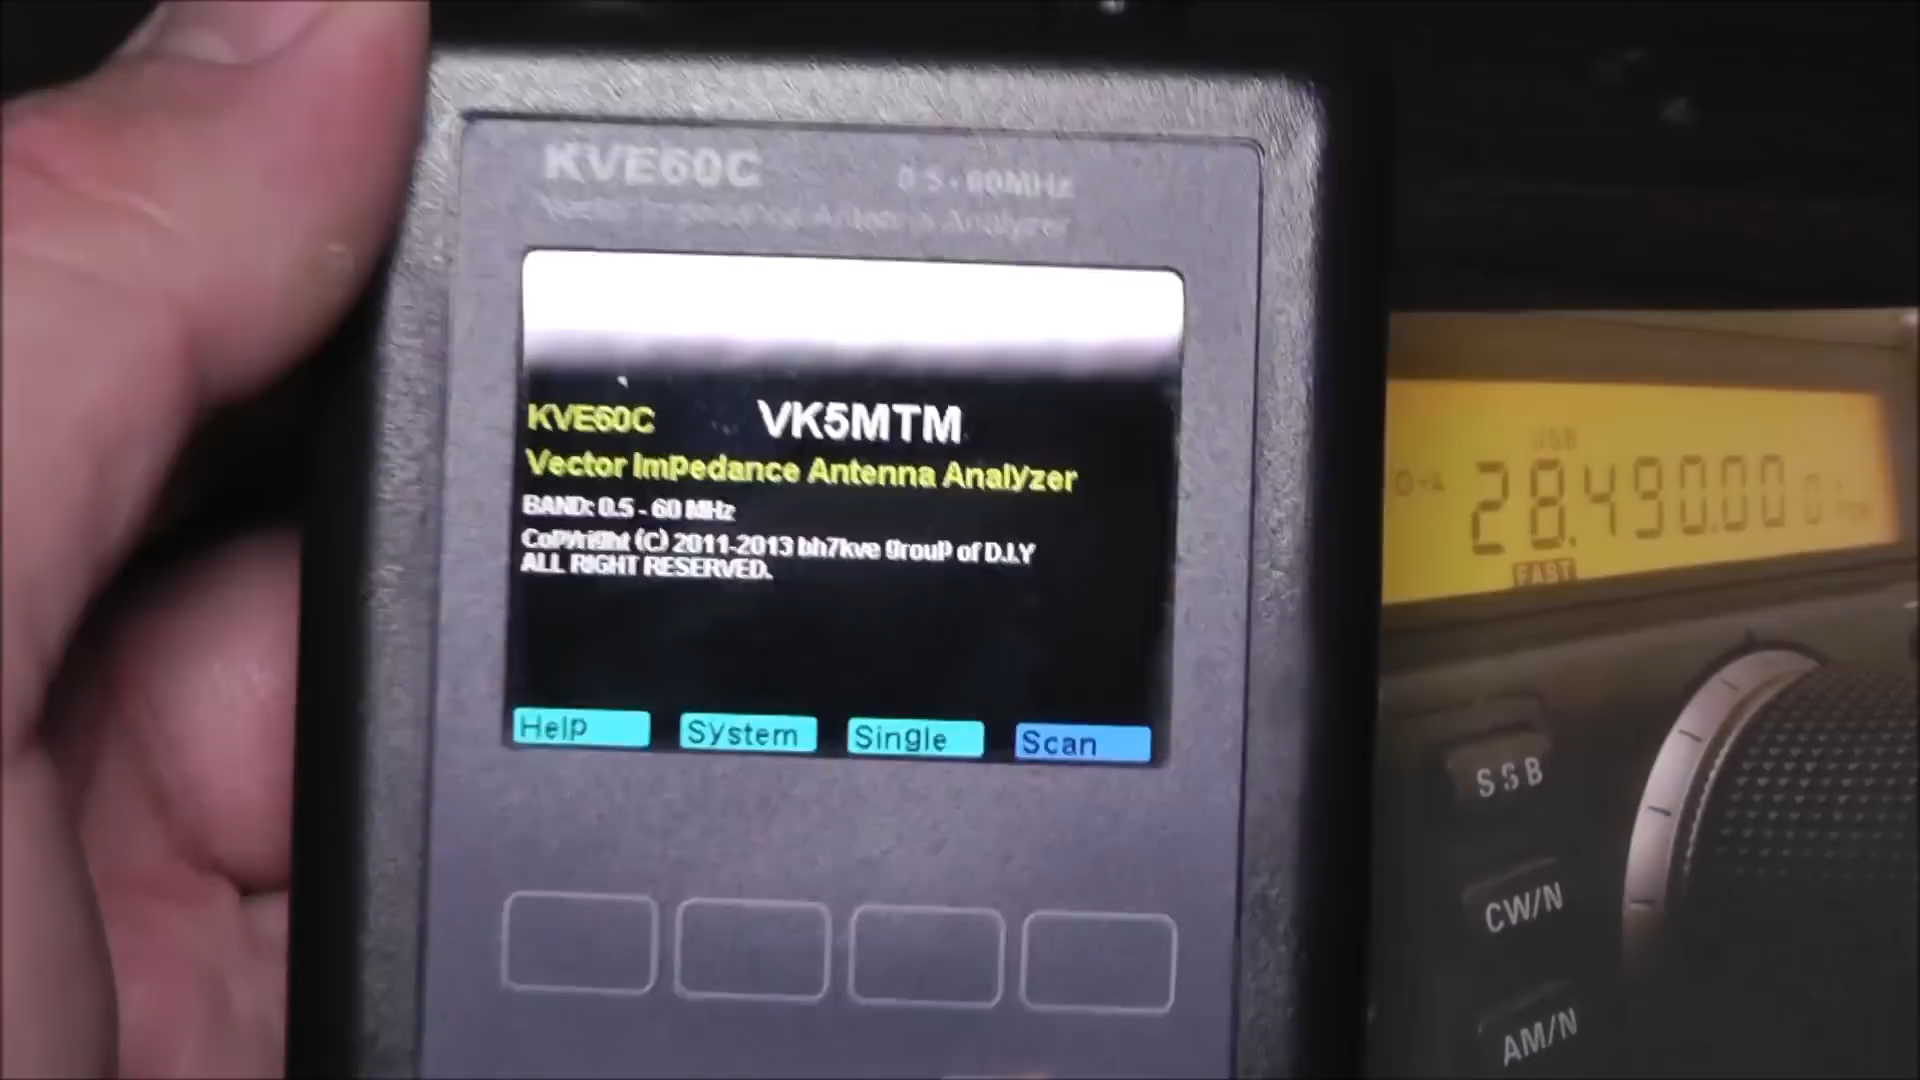 KVE60C 0.5-60MHz
Vector Impedance Antenna Analyzer
KVE60C VK5MTM
Vector ImPedance Antenna AnalYzer
BAND: 0.5 - 60 MHz
CoPYright (C) 2011-2013 bh7kve grouP of D.I.Y
ALL RIGHT RESERVED.
Help System Single Scan
USB
28.490.00
FAST
SSB
CW/N
AM/N